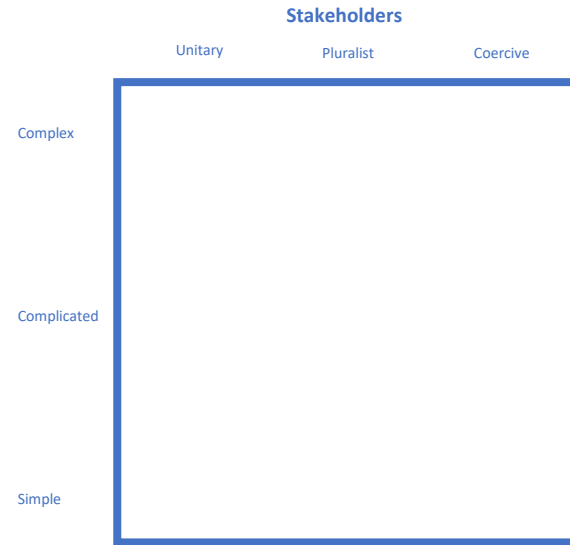 Stakeholders
Unitary Pluralist Coercive
Complex
Complicated
Simple